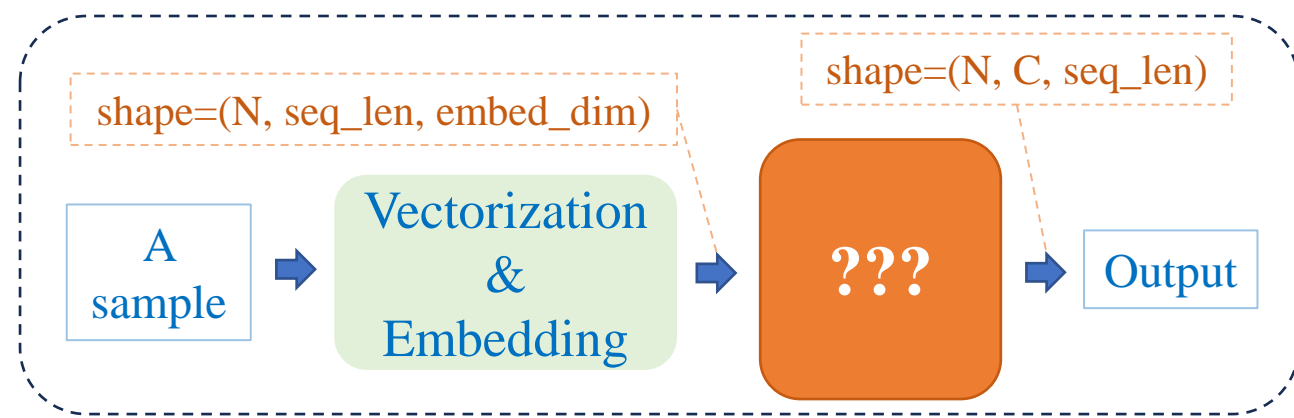 shape=(N, seq_len, embed_dim)
shape=(N, C, seq_len)
A
sample
Vectorization
&
Embedding
???
Output